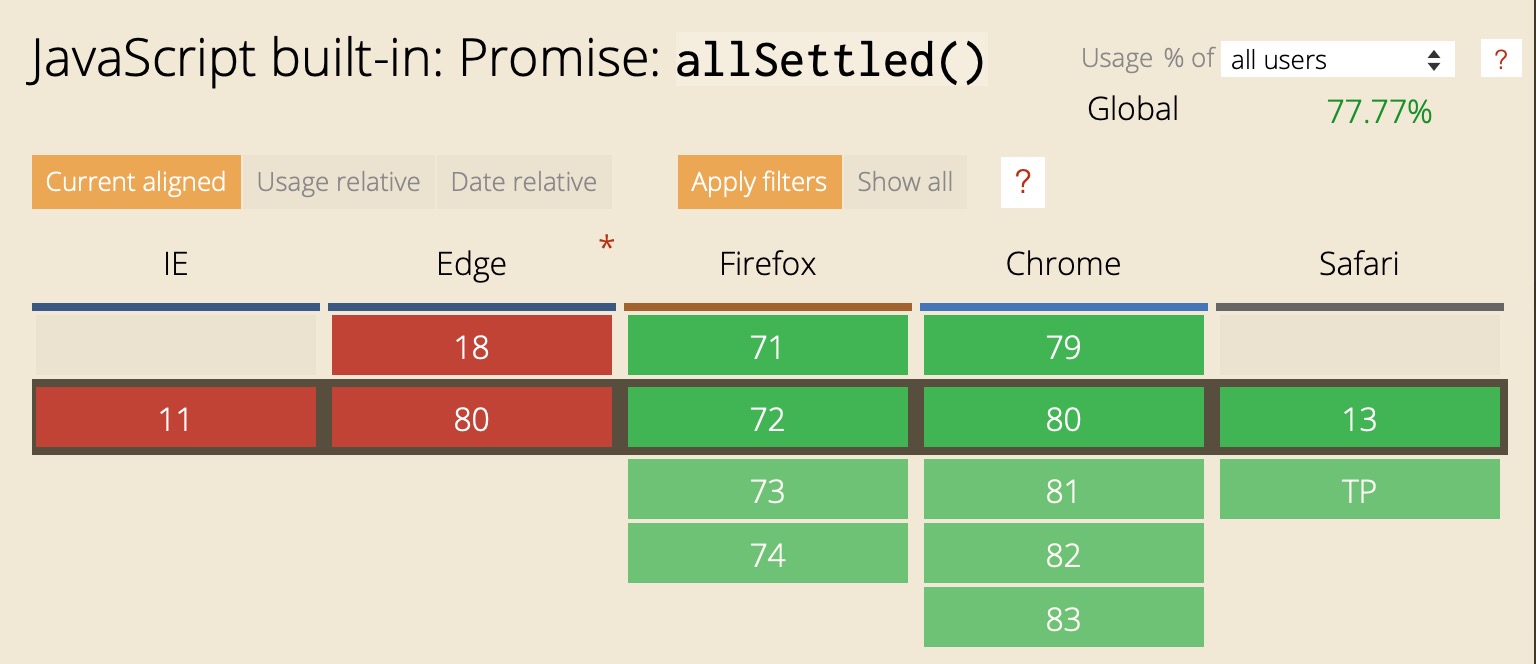 JavaScript built-in: Promise: allSettled()
Usage % of all users ?
Global 77.77%
Current aligned Usage relative Date relative Apply filters Show all ?
IE Edge * Firefox Chrome Safari
18 71 79
11 80 72 80 13
73 81 TP
74 82
83